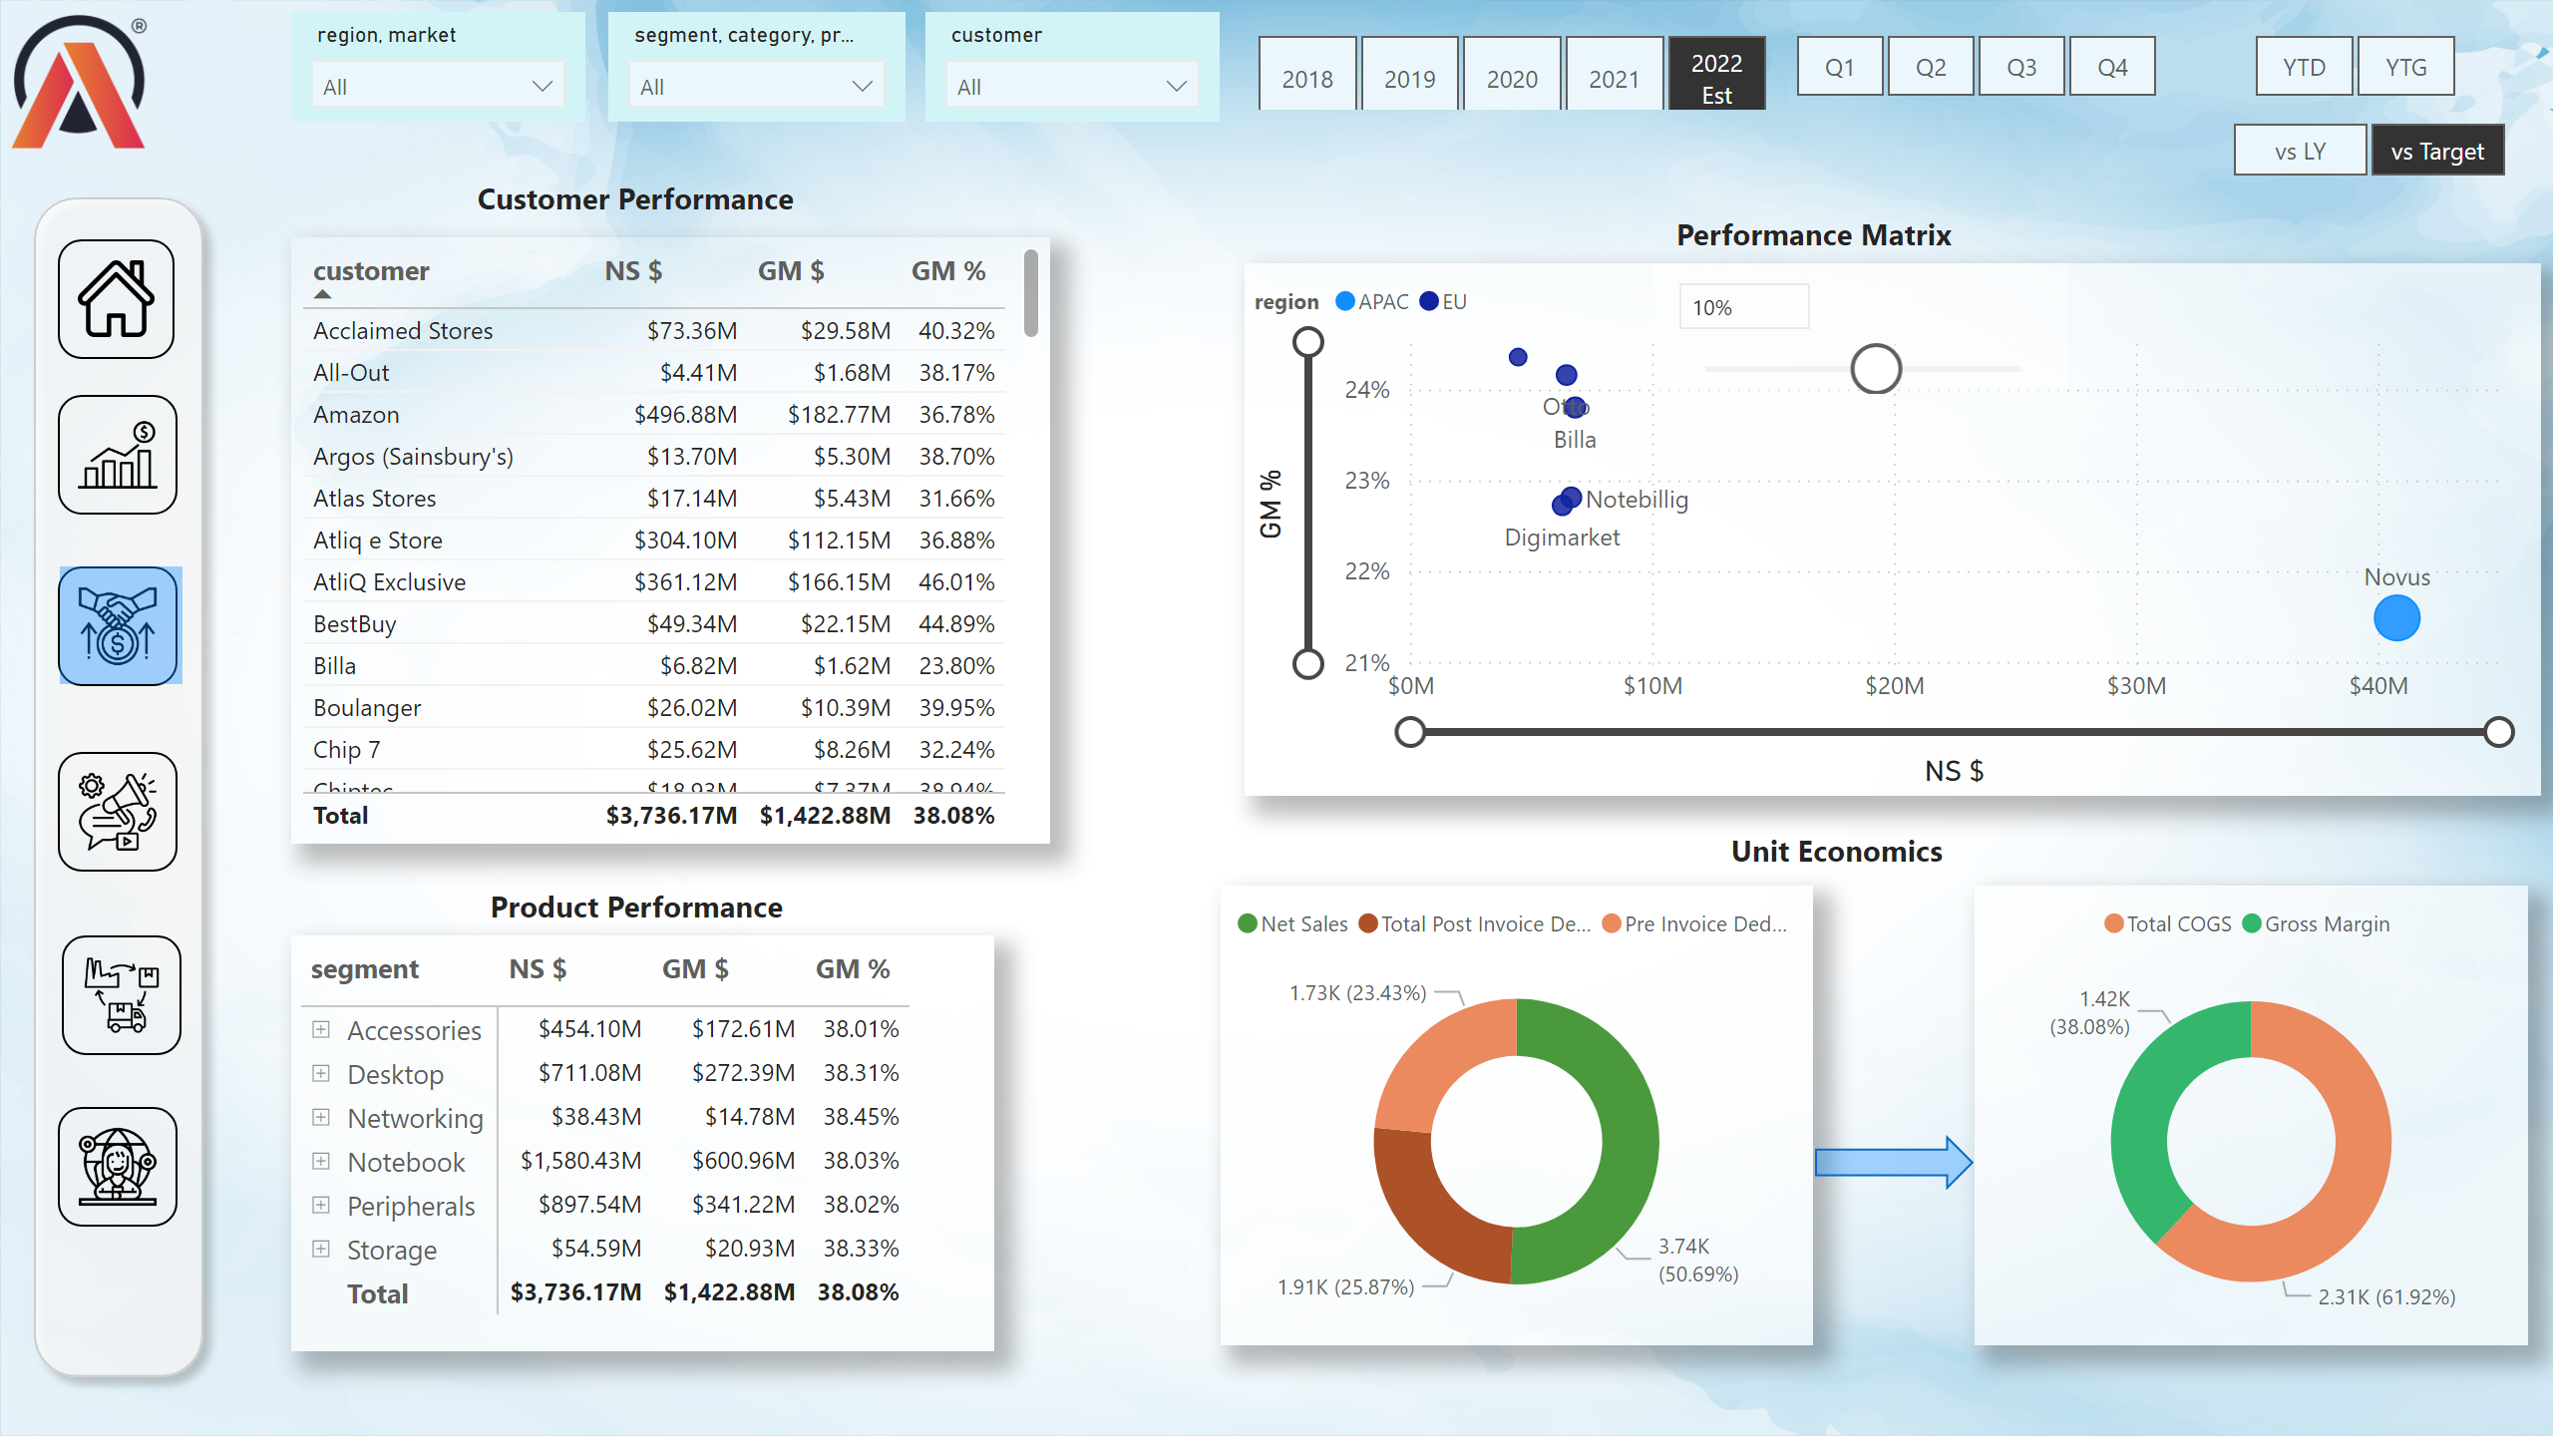 ®
region, market
All
segment, category, pr...
All
customer
All
2018
2019
2020
2021
2022
Est
Q1
Q2
Q3
Q4
YTD
YTG
vs LY
vs Target
Customer Performance
customer NS $ GM $ GM %
Acclaimed Stores $73.36M $29.58M 40.32%
All-Out $4.41M $1.68M 38.17%
Amazon $496.88M $182.77M 36.78%
Argos (Sainsbury's) $13.70M $5.30M 38.70%
Atlas Stores $17.14M $5.43M 31.66%
Atliq e Store $304.10M $112.15M 36.88%
AtliQ Exclusive $361.12M $166.15M 46.01%
BestBuy $49.34M $22.15M 44.89%
Billa $6.82M $1.62M 23.80%
Boulanger $26.02M $10.39M 39.95%
Chip 7 $25.62M $8.26M 32.24%
Chiptec $18.93M $7.37M 38.94%
Total $3,736.17M $1,422.88M 38.08%
Product Performance
segment NS $ GM $ GM %
Accessories $454.10M $172.61M 38.01%
Desktop $711.08M $272.39M 38.31%
Networking $38.43M $14.78M 38.45%
Notebook $1,580.43M $600.96M 38.03%
Peripherals $897.54M $341.22M 38.02%
Storage $54.59M $20.93M 38.33%
Total $3,736.17M $1,422.88M 38.08%
Performance Matrix
region APAC EU
10%
GM %
24%
23%
22%
21%
Otto
Billa
Notebillig
Digimarket
Novus
$0M $10M $20M $30M $40M
NS $
Unit Economics
Net Sales Total Post Invoice De... Pre Invoice Ded...
1.73K (23.43%)
1.91K (25.87%)
3.74K
(50.69%)
Total COGS Gross Margin
1.42K
(38.08%)
2.31K (61.92%)